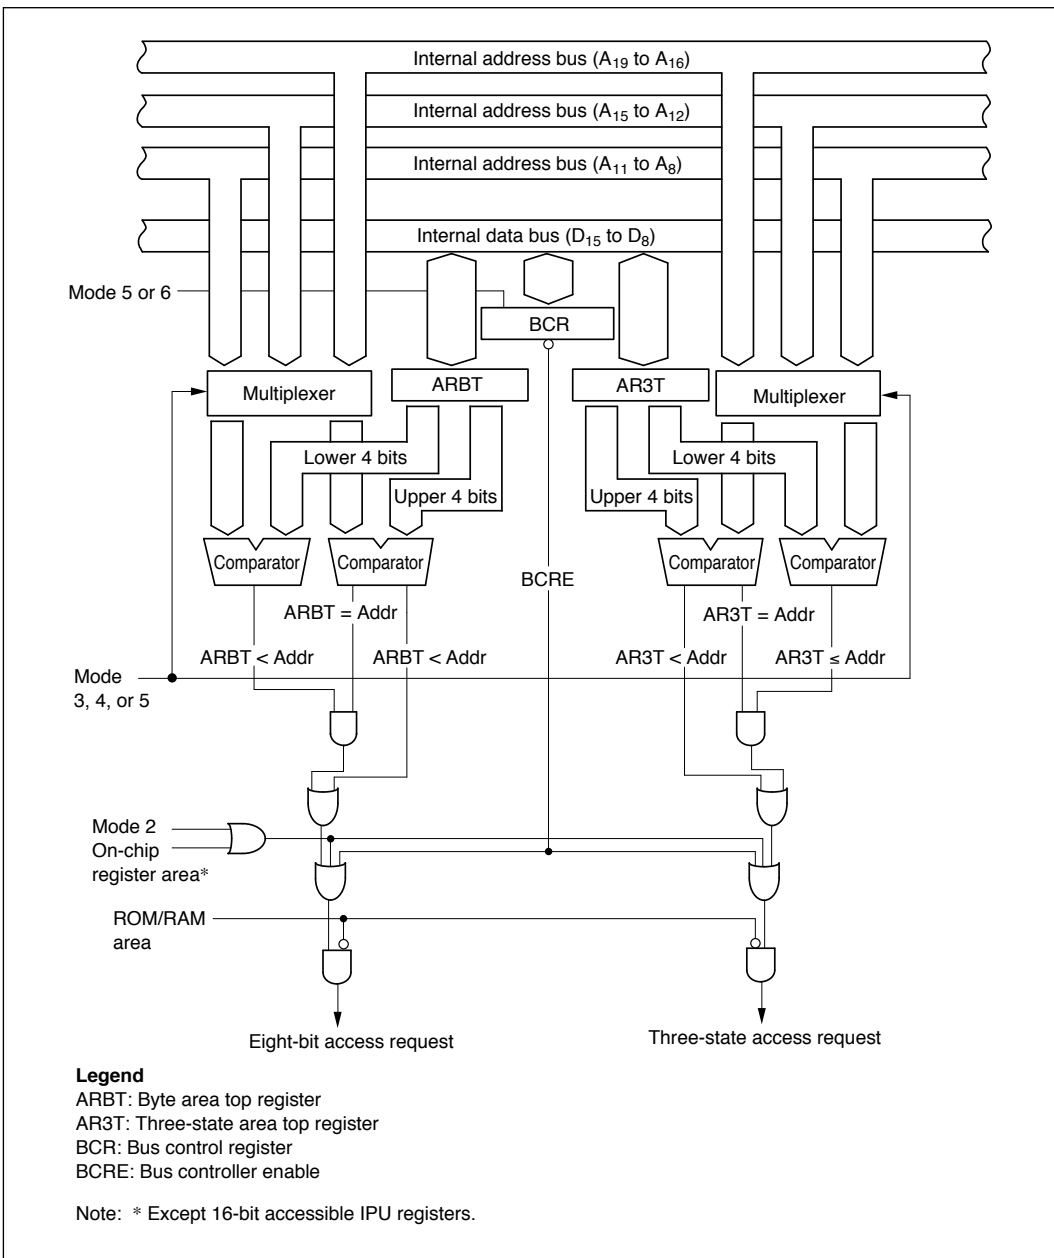 Internal address bus (A19 to A16)
Internal address bus (A15 to A12)
Internal address bus (A11 to A8)
Internal data bus (D15 to D8)
Mode 5 or 6
BCR
Multiplexer
ARBT
AR3T
Multiplexer
Lower 4 bits
Lower 4 bits
Upper 4 bits
Upper 4 bits
Comparator
Comparator
Comparator
Comparator
BCRE
ARBT = Addr
AR3T = Addr
ARBT < Addr
ARBT < Addr
AR3T < Addr
AR3T ≤ Addr
Mode
3, 4, or 5
Mode 2
On-chip
register area*
ROM/RAM
area
Eight-bit access request
Three-state access request
Legend
ARBT: Byte area top register
AR3T: Three-state area top register
BCR: Bus control register
BCRE: Bus controller enable
Note: * Except 16-bit accessible IPU registers.